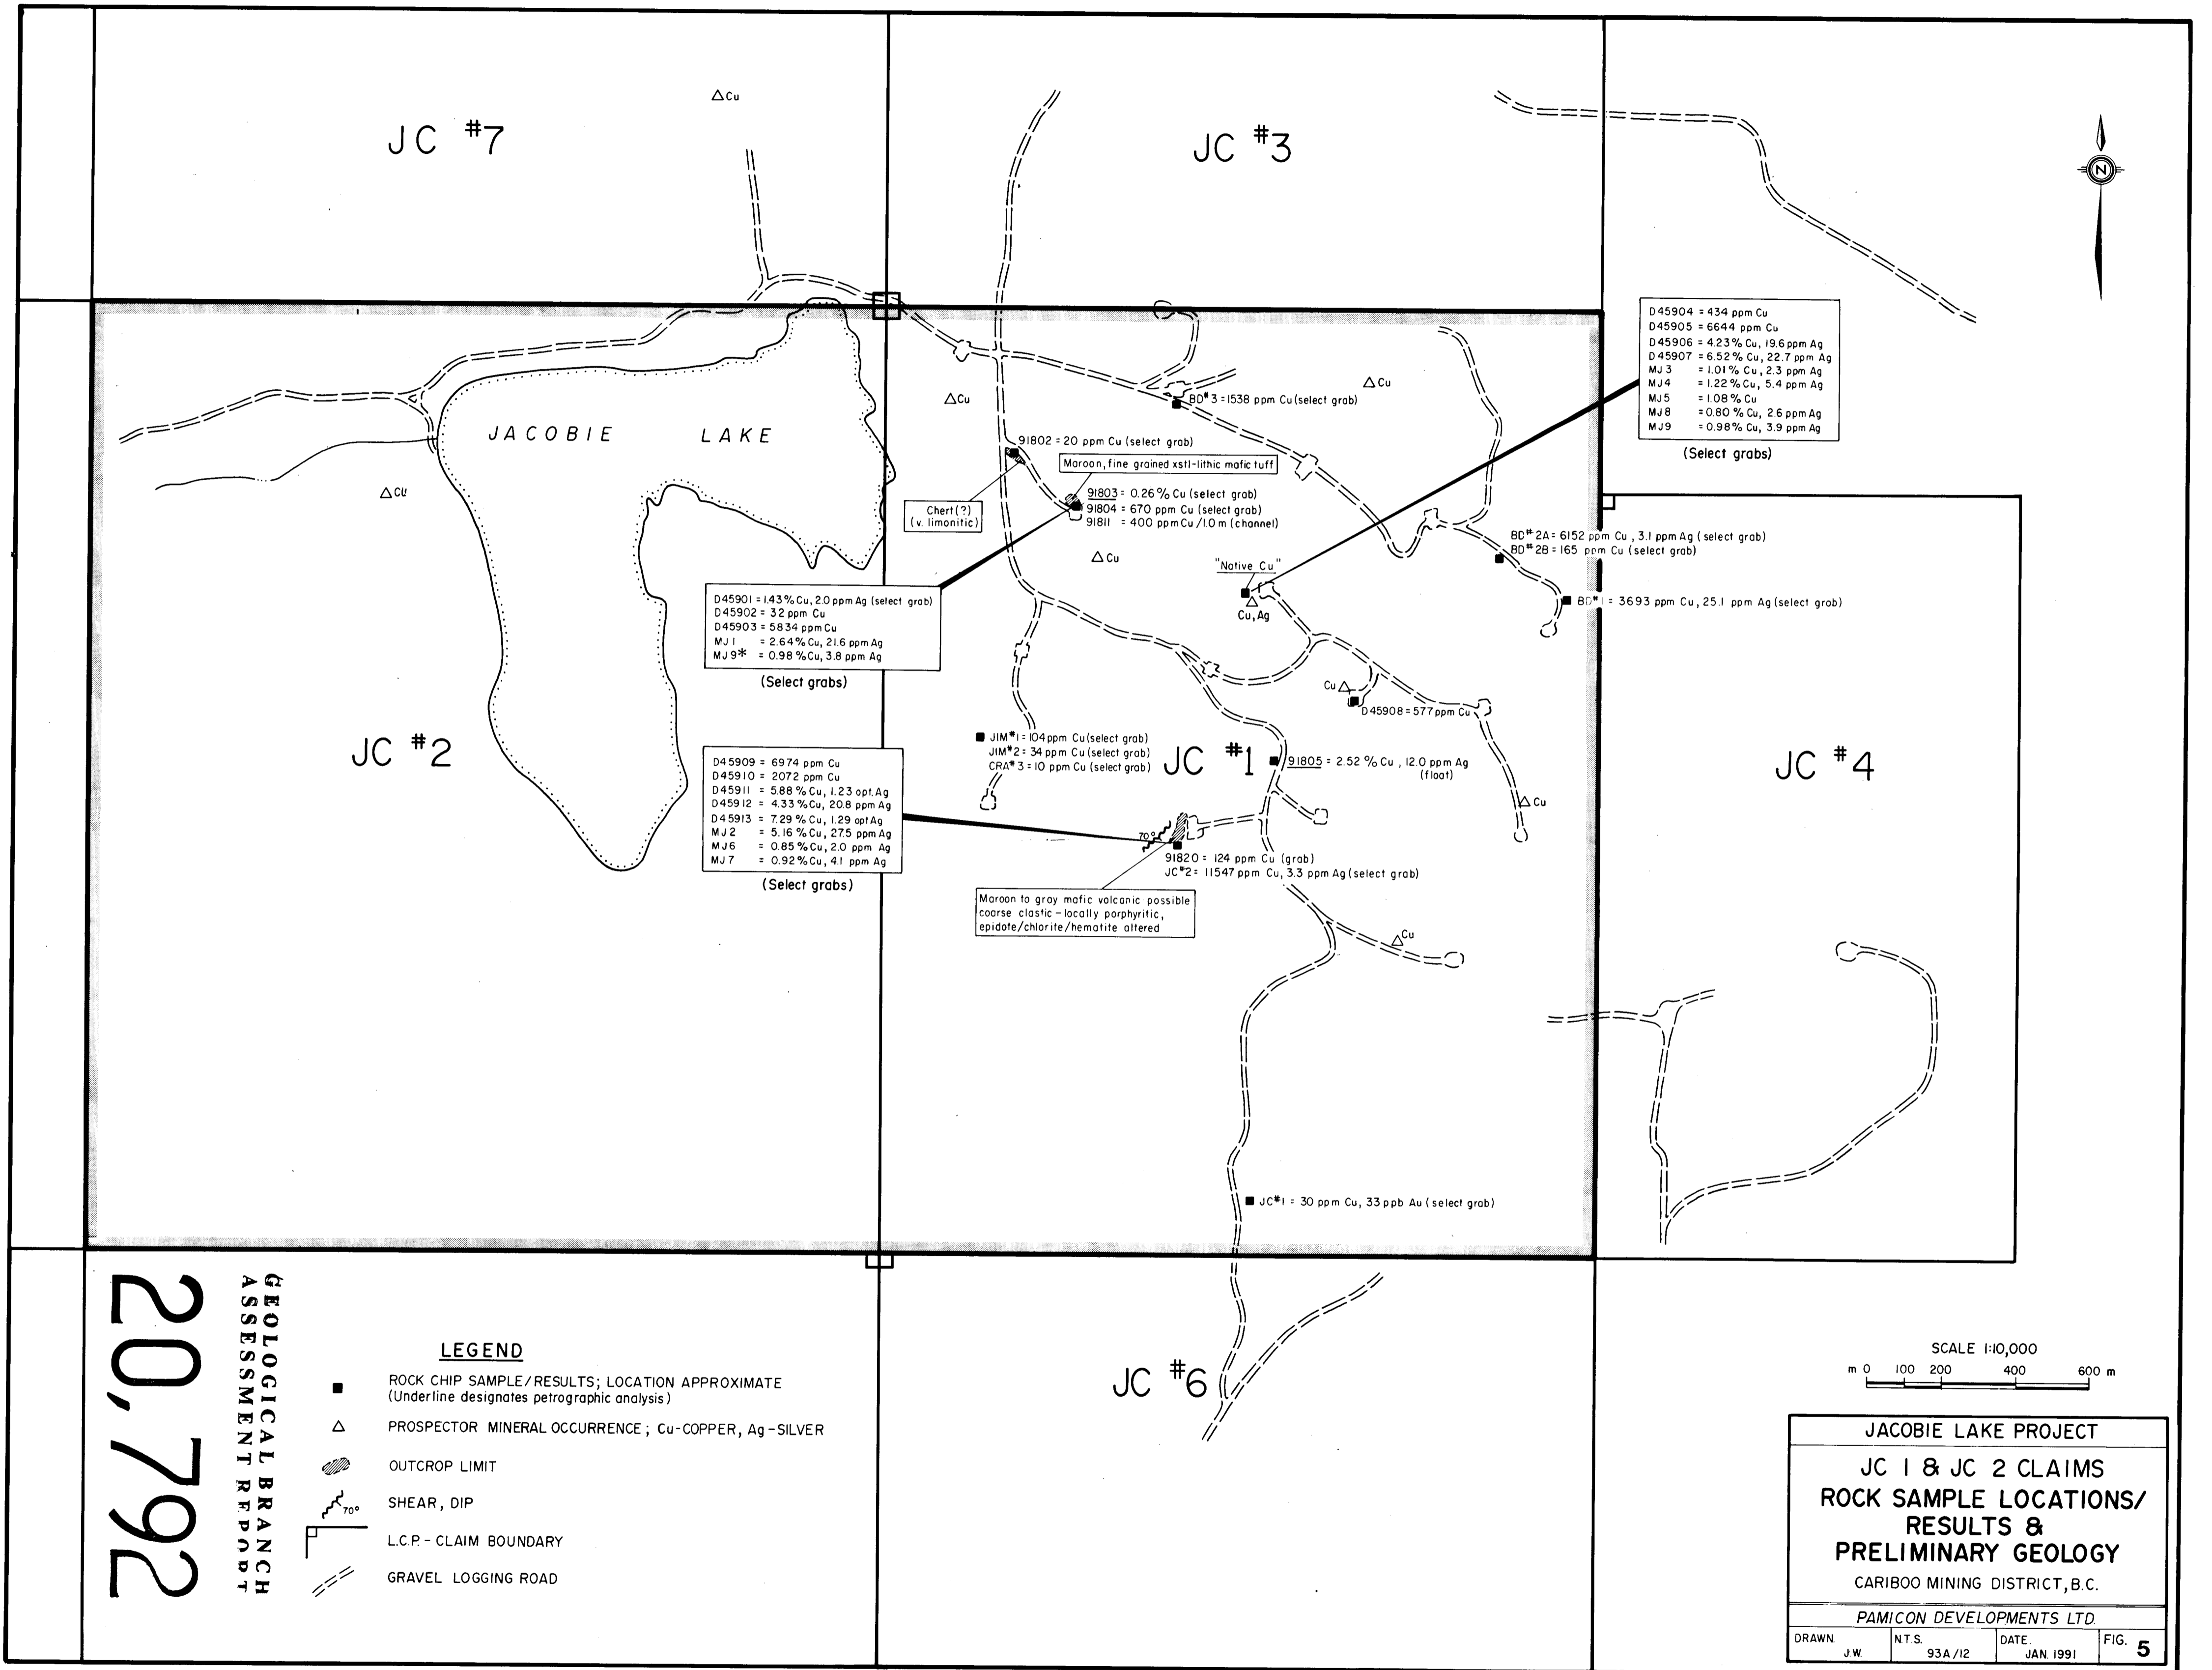 Cu
JC #7
JC #3
N
D45904 = 434 ppm Cu
D45905 = 6644 ppm Cu
D45906 = 4.23% Cu, 19.6 ppm Ag
D45907 = 6.52% Cu, 22.7 ppm Ag
MJ 3 = 1.01% Cu, 2.3 ppm Ag
MJ4 = 1.22% Cu, 5.4 ppm Ag
MJ5 = 1.08% Cu
MJ8 = 0.80% Cu, 2.6 ppm Ag
MJ9 = 0.98% Cu, 3.9 ppm Ag
(Select grabs)
Cu
Cu
BD#3 = 1538 ppm Cu (select grab)
JACOBIE LAKE
91802 = 20 ppm Cu (select grab)
Maroon, fine grained xstl-lithic mafic tuff
Cu
91803 = 0.26% Cu (select grab)
91804 = 670 ppm Cu (select grab)
91811 = 400 ppm Cu /1.0 m (channel)
Chert (?)
(v. limonitic)
Cu
BD#2A = 6152 ppm Cu, 3.1 ppm Ag (select grab)
BD#2B = 165 ppm Cu (select grab)
"Native Cu"
Cu, Ag
BD#1 = 3693 ppm Cu, 25.1 ppm Ag (select grab)
D45901 = 1.43% Cu, 2.0 ppm Ag (select grab)
D45902 = 32 ppm Cu
D45903 = 5834 ppm Cu
MJ 1 = 2.64% Cu, 21.6 ppm Ag
MJ 9* = 0.98 % Cu, 3.8 ppm Ag
(Select grabs)
Cu
D45908 = 577 ppm Cu
JC #2
JIM#1 = 104 ppm Cu (select grab)
JIM#2 = 34 ppm Cu (select grab)
CRA#3 = 10 ppm Cu (select grab)
JC #1
91805 = 2.52 % Cu, 12.0 ppm Ag
(float)
JC #4
D45909 = 6974 ppm Cu
D45910 = 2072 ppm Cu
D45911 = 5.88 % Cu, 1.23 opt. Ag
D45912 = 4.33 % Cu, 20.8 ppm Ag
D45913 = 7.29 % Cu, 1.29 opt Ag
MJ 2 = 5.16 % Cu, 27.5 ppm Ag
MJ 6 = 0.85 % Cu, 2.0 ppm Ag
MJ 7 = 0.92 % Cu, 4.1 ppm Ag
(Select grabs)
Cu
70°
91820 = 124 ppm Cu (grab)
JC#2 = 11547 ppm Cu, 3.3 ppm Ag (select grab)
Maroon to gray mafic volcanic possible
coarse clastic - locally porphyritic,
epidote/chlorite/hematite altered
Cu
JC#1 = 30 ppm Cu, 33 ppb Au (select grab)
GEOLOGICAL BRANCH
ASSESSMENT REPORT
20,792
LEGEND
ROCK CHIP SAMPLE/RESULTS; LOCATION APPROXIMATE
(Underline designates petrographic analysis)
PROSPECTOR MINERAL OCCURRENCE; Cu-COPPER, Ag-SILVER
OUTCROP LIMIT
70°
SHEAR, DIP
L.C.P. - CLAIM BOUNDARY
GRAVEL LOGGING ROAD
JC #6
SCALE 1:10,000
m 0 100 200 400 600 m
JACOBIE LAKE PROJECT
JC 1 & JC 2 CLAIMS
ROCK SAMPLE LOCATIONS/
RESULTS &
PRELIMINARY GEOLOGY
CARIBOO MINING DISTRICT, B.C.
PAMICON DEVELOPMENTS LTD.
DRAWN. J.W. N.T.S. 93A/12 DATE. JAN. 1991 FIG. 5